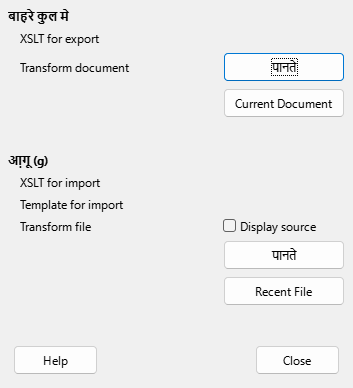 बाहरे कुल मे
XSLT for export
Transform document
पानते
Current Document
आगू (g)
XSLT for import
Template for import
Transform file
Display source
पानते
Recent File
Help
Close